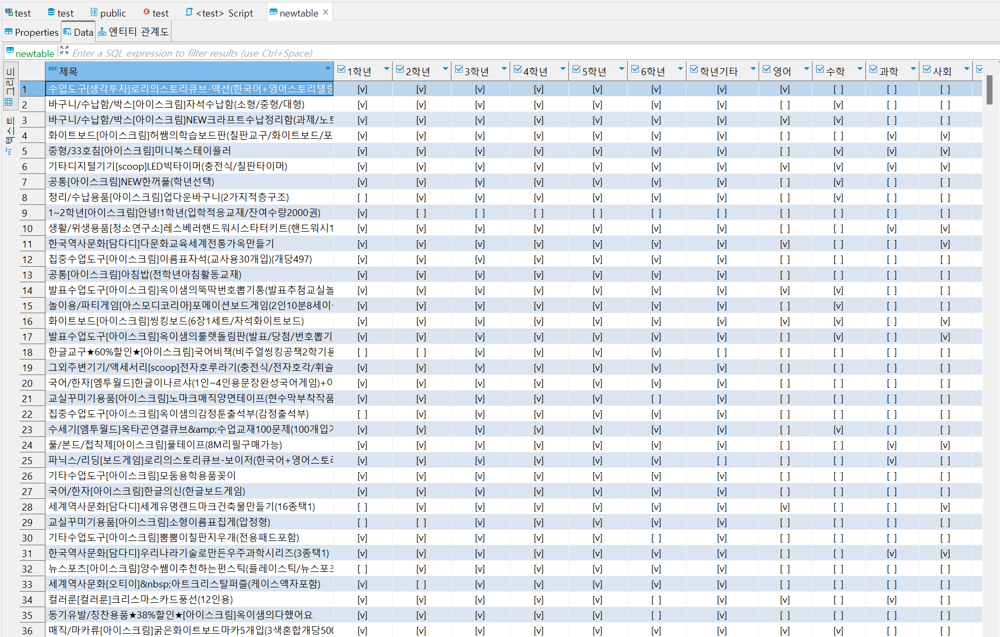 test test public test <test> Script newtable
Properties Data 엔티티 관계도
newtable Enter a SQL expression to filter results (use Ctrl+Space)
그리드
텍스트
ABC 제목 1학년 2학년 3학년 4학년 5학년 6학년 학년기타 영어 수학 과학 사회
1 수업도구[생각투자]로리의스토리큐브-액션(한국어+영어스토리텔링 [v] [v] [v] [v] [v] [v] [v] [v] [ ] [ ] [ ]
2 바구니/수납함/박스[아이스크림]자석수납함(소형/중형/대형) [v] [v] [v] [v] [v] [v] [v] [ ] [v] [ ] [ ]
3 바구니/수납함/박스[아이스크림]NEW크라프트수납정리함(과제/노트 [v] [v] [v] [v] [v] [v] [v] [v] [v] [ ] [ ]
4 화이트보드[아이스크림]허쌤의학습보드판(칠판교구/화이트보드/포 [v] [v] [v] [v] [v] [v] [v] [ ] [ ] [v] [v]
5 중형/33호침[아이스크림]미니북스테이플러 [v] [v] [v] [v] [v] [v] [v] [ ] [v] [v] [v]
6 기타디지털기기[scoop]LED빅타이머(충전식/칠판타이머) [v] [v] [v] [v] [v] [v] [v] [v] [v] [v] [v]
7 공통[아이스크림]NEW한꺼풀(학년선택) [v] [v] [v] [v] [v] [v] [v] [ ] [v] [ ] [ ]
8 정리/수납용품[아이스크림]업다운바구니(2가지적층구조) [ ] [v] [v] [v] [v] [v] [v] [ ] [v] [ ] [ ]
9 1~2학년[아이스크림]안녕!1학년(입학적응교재/잔여수량2000권) [v] [ ] [ ] [ ] [ ] [ ] [ ] [ ] [ ] [ ] [ ]
10 생활/위생용품[청소연구소]레스베러핸드워시스타터키트(핸드워시1 [v] [v] [v] [v] [v] [v] [v] [ ] [ ] [v] [v]
11 한국역사문화[담다디]다문화교육세계전통가옥만들기 [v] [v] [v] [v] [v] [v] [v] [v] [ ] [ ] [v]
12 집중수업도구[아이스크림]이름표자석(교사용30개입)(개당497) [v] [v] [v] [v] [v] [v] [v] [ ] [ ] [ ] [ ]
13 공통[아이스크림]아침밥(전학년아침활동교재) [v] [v] [v] [v] [v] [v] [v] [ ] [ ] [ ] [ ]
14 발표수업도구[아이스크림]옥이샘의뚝딱번호뽑기통(발표추첨교실놀 [v] [v] [v] [v] [v] [v] [v] [v] [v] [ ] [ ]
15 놀이용/파티게임[아스모디코리아]포메이션보드게임(2인10분8세이상 [v] [v] [v] [v] [v] [v] [v] [ ] [v] [ ] [ ]
16 화이트보드[아이스크림]씽킹보드(6장1세트/자석화이트보드) [v] [v] [v] [v] [v] [v] [v] [v] [v] [ ] [v]
17 발표수업도구[아이스크림]옥이샘의룰렛돌림판(발표/당첨/번호뽑기) [v] [v] [v] [v] [v] [v] [v] [ ] [v] [v] [v]
18 한글교구★60%할인★[아이스크림]국어비책(비주얼씽킹공책2학기용 [ ] [ ] [v] [v] [v] [v] [ ] [ ] [ ] [ ] [ ]
19 그외주변기기/액세서리[scoop]전자호루라기(충전식/전자호각/휘슬 [v] [v] [v] [v] [v] [v] [v] [ ] [ ] [ ] [ ]
20 국어/한자[엠투월드]한글이나르샤(1인~4인용문장완성국어게임)+이 [v] [v] [v] [v] [v] [v] [v] [ ] [ ] [ ] [ ]
21 교실꾸미기용품[아이스크림]노마크매직양면테이프(현수막부착작품 [v] [v] [v] [v] [v] [ ] [v] [ ] [ ] [ ] [ ]
22 집중수업도구[아이스크림]옥이샘의감정툰출석부(감정출석부) [ ] [v] [v] [v] [v] [v] [v] [ ] [ ] [ ] [ ]
23 수세기[엠투월드]옥타곤연결큐브&amp;수업교재100문제(100개입가 [v] [v] [v] [v] [v] [v] [v] [ ] [v] [ ] [ ]
24 풀/본드/접착제[아이스크림]풀테이프(8M리필구매가능) [v] [v] [v] [v] [v] [v] [v] [ ] [ ] [v] [v]
25 파닉스/리딩[보드게임]로리의스토리큐브-보이저(한국어+영어스토리 [v] [v] [v] [v] [v] [v] [ ] [ ] [ ] [v] [ ]
26 기타수업도구[아이스크림]모둠용학용품꽂이 [v] [v] [v] [v] [v] [v] [v] [ ] [ ] [ ] [ ]
27 국어/한자[아이스크림]한글의신(한글보드게임) [v] [v] [v] [v] [v] [v] [v] [ ] [ ] [ ] [ ]
28 세계역사문화[담다디]세계유명랜드마크건축물만들기(16종택1) [ ] [v] [v] [v] [v] [v] [v] [v] [ ] [ ] [v]
29 교실꾸미기용품[아이스크림]소형이름표집게(압정형) [ ] [ ] [v] [v] [v] [v] [v] [ ] [ ] [ ] [ ]
30 기타수업도구[아이스크림]뿜뿜이칠판지우개(전용패드포함) [v] [v] [v] [v] [v] [ ] [v] [ ] [ ] [ ] [ ]
31 한국역사문화[담다디]우리나라기술로만든우주과학시리즈(3종택1) [v] [v] [v] [v] [v] [v] [v] [ ] [ ] [v] [v]
32 뉴스포츠[아이스크림]양수쌤이추천하는펀스틱(플레이스틱/뉴스포츠 [ ] [v] [v] [v] [v] [v] [v] [ ] [ ] [ ] [ ]
33 세계역사문화[오티이]&nbsp;아트크리스탈퍼즐(케이스액자포함) [v] [ ] [v] [v] [v] [v] [v] [ ] [ ] [ ] [ ]
34 컬러룬[컬러룬]크리스마스카드풍선(12인용) [v] [v] [v] [v] [v] [ ] [v] [v] [ ] [v] [ ]
35 동기유발/칭찬용품★38%할인★[아이스크림]옥이샘의다했어요 [v] [v] [v] [v] [v] [ ] [v] [ ] [ ] [ ] [ ]
36 매직/마카류[아이스크림]굵은화이트보드마카5개입(3색혼합개당500 [v] [v] [v] [v] [v] [v] [v] [v] [v] [ ] [ ]